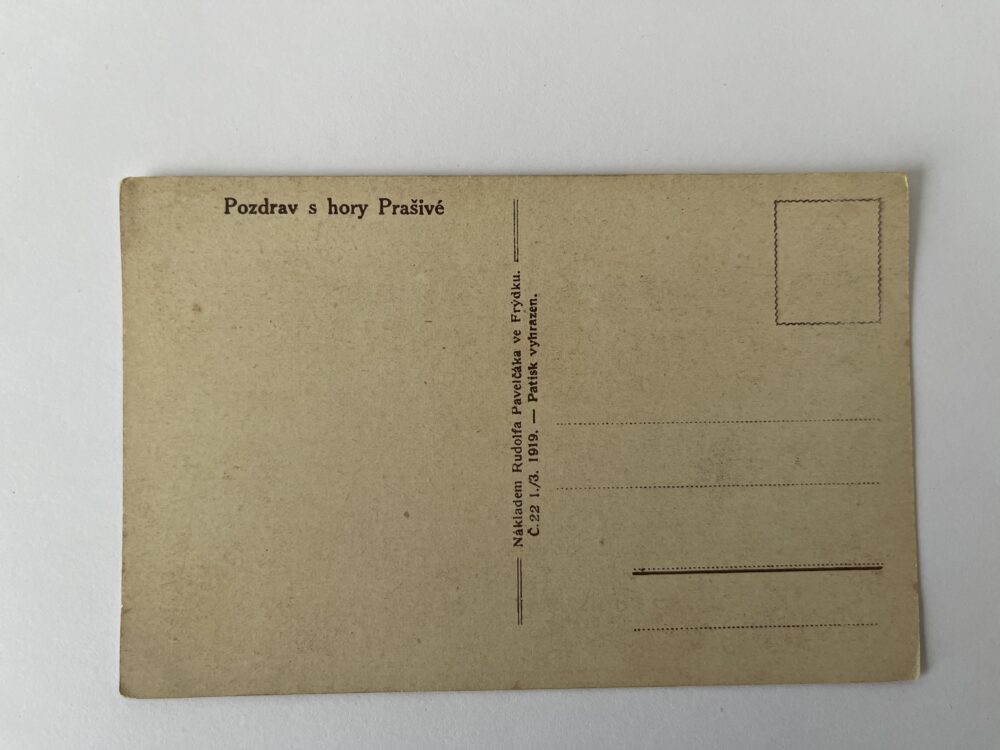 Pozdrav s hory Prašivé
Nákladem Rudolfa Pavelčáka ve Frýdku.
Č. 22 1./3. 1919. — Patisk vyhrazen.